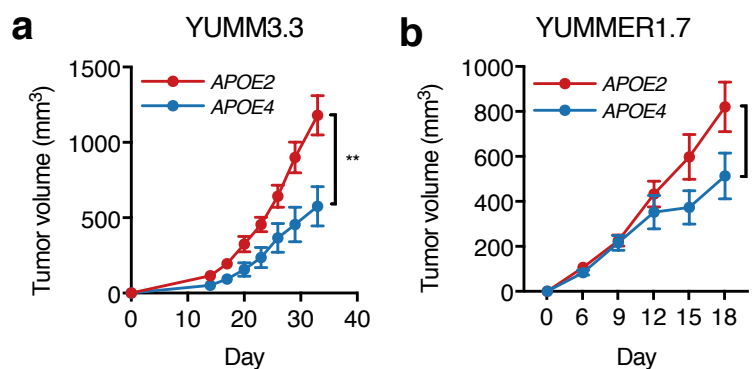 a
YUMM3.3
Tumor volume (mm³)
1500
1000
500
0
APOE2
APOE4
**
0 10 20 30 40
Day
b
YUMMER1.7
Tumor volume (mm³)
1000
800
600
400
200
0
APOE2
APOE4
0 6 9 12 15 18
Day